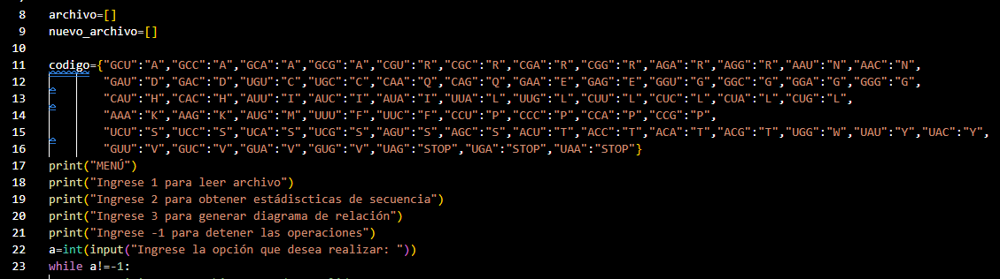 8 archivo=[]
9 nuevo_archivo=[]
10
11 codigo={"GCU":"A","GCC":"A","GCA":"A","GCG":"A","CGU":"R","CGC":"R","CGA":"R","CGG":"R","AGA":"R","AGG":"R","AAU":"N","AAC":"N",
12 "GAU":"D","GAC":"D","UGU":"C","UGC":"C","CAA":"Q","CAG":"Q","GAA":"E","GAG":"E","GGU":"G","GGC":"G","GGA":"G","GGG":"G",
13 "CAU":"H","CAC":"H","AUU":"I","AUC":"I","AUA":"I","UUA":"L","UUG":"L","CUU":"L","CUC":"L","CUA":"L","CUG":"L",
14 "AAA":"K","AAG":"K","AUG":"M","UUU":"F","UUC":"F","CCU":"P","CCC":"P","CCA":"P","CCG":"P",
15 "UCU":"S","UCC":"S","UCA":"S","UCG":"S","AGU":"S","AGC":"S","ACU":"T","ACC":"T","ACA":"T","ACG":"T","UGG":"W","UAU":"Y","UAC":"Y",
16 "GUU":"V","GUC":"V","GUA":"V","GUG":"V","UAG":"STOP","UGA":"STOP","UAA":"STOP"}
17 print("MENÚ")
18 print("Ingrese 1 para leer archivo")
19 print("Ingrese 2 para obtener estádiscticas de secuencia")
20 print("Ingrese 3 para generar diagrama de relación")
21 print("Ingrese -1 para detener las operaciones")
22 a=int(input("Ingrese la opción que desea realizar: "))
23 while a!=-1: